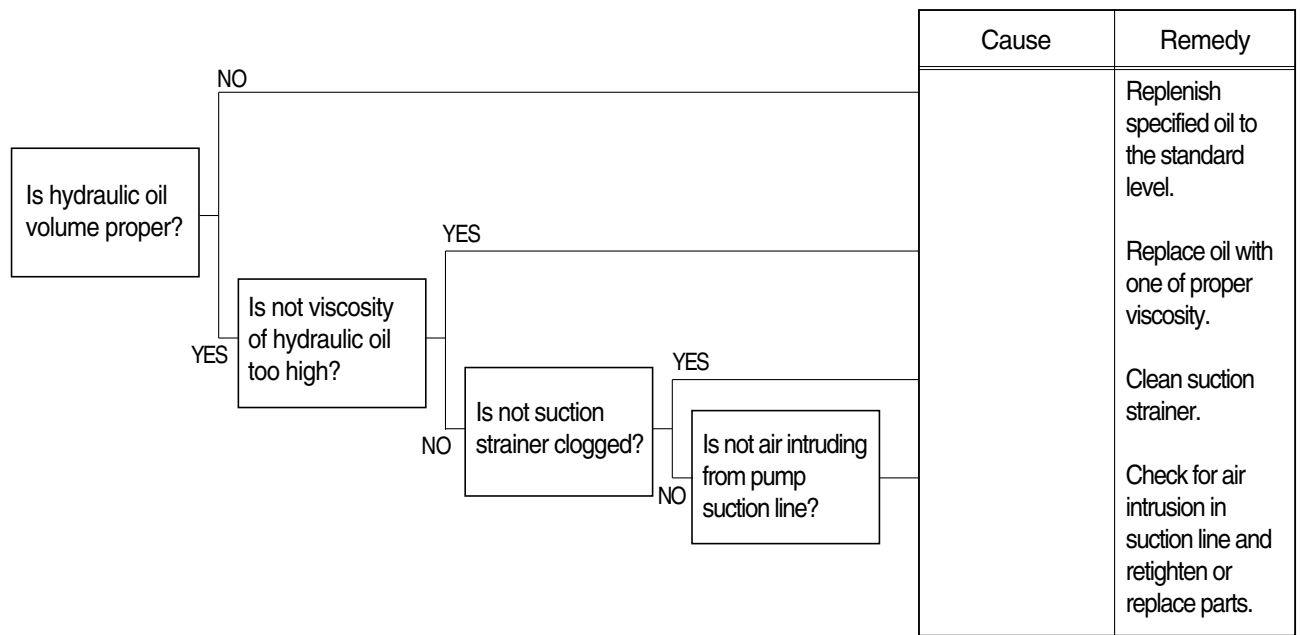 Cause
Remedy
NO
Replenish
specified oil to
the standard
level.
Is hydraulic oil
volume proper?
YES
Replace oil with
one of proper
viscosity.
Is not viscosity
of hydraulic oil
too high?
YES
YES
Clean suction
strainer.
Is not suction
strainer clogged?
NO
Is not air intruding
from pump
suction line?
NO
Check for air
intrusion in
suction line and
retighten or
replace parts.